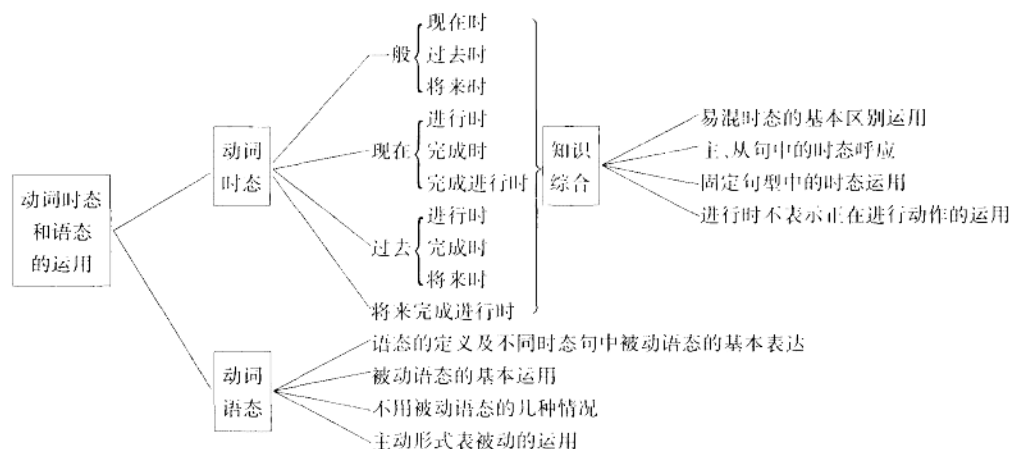 动词时态
和语态
的运用
动词
时态
一般
现在时
过去时
将来时
现在
进行时
完成时
完成进行时
过去
进行时
完成时
将来时
将来完成进行时
知识
综合
易混时态的基本区别运用
主、从句中的时态呼应
固定句型中的时态运用
进行时不表示正在进行动作的运用
动词
语态
语态的定义及不同时态句中被动语态的基本表达
被动语态的基本运用
不用被动语态的几种情况
主动形式表被动的运用